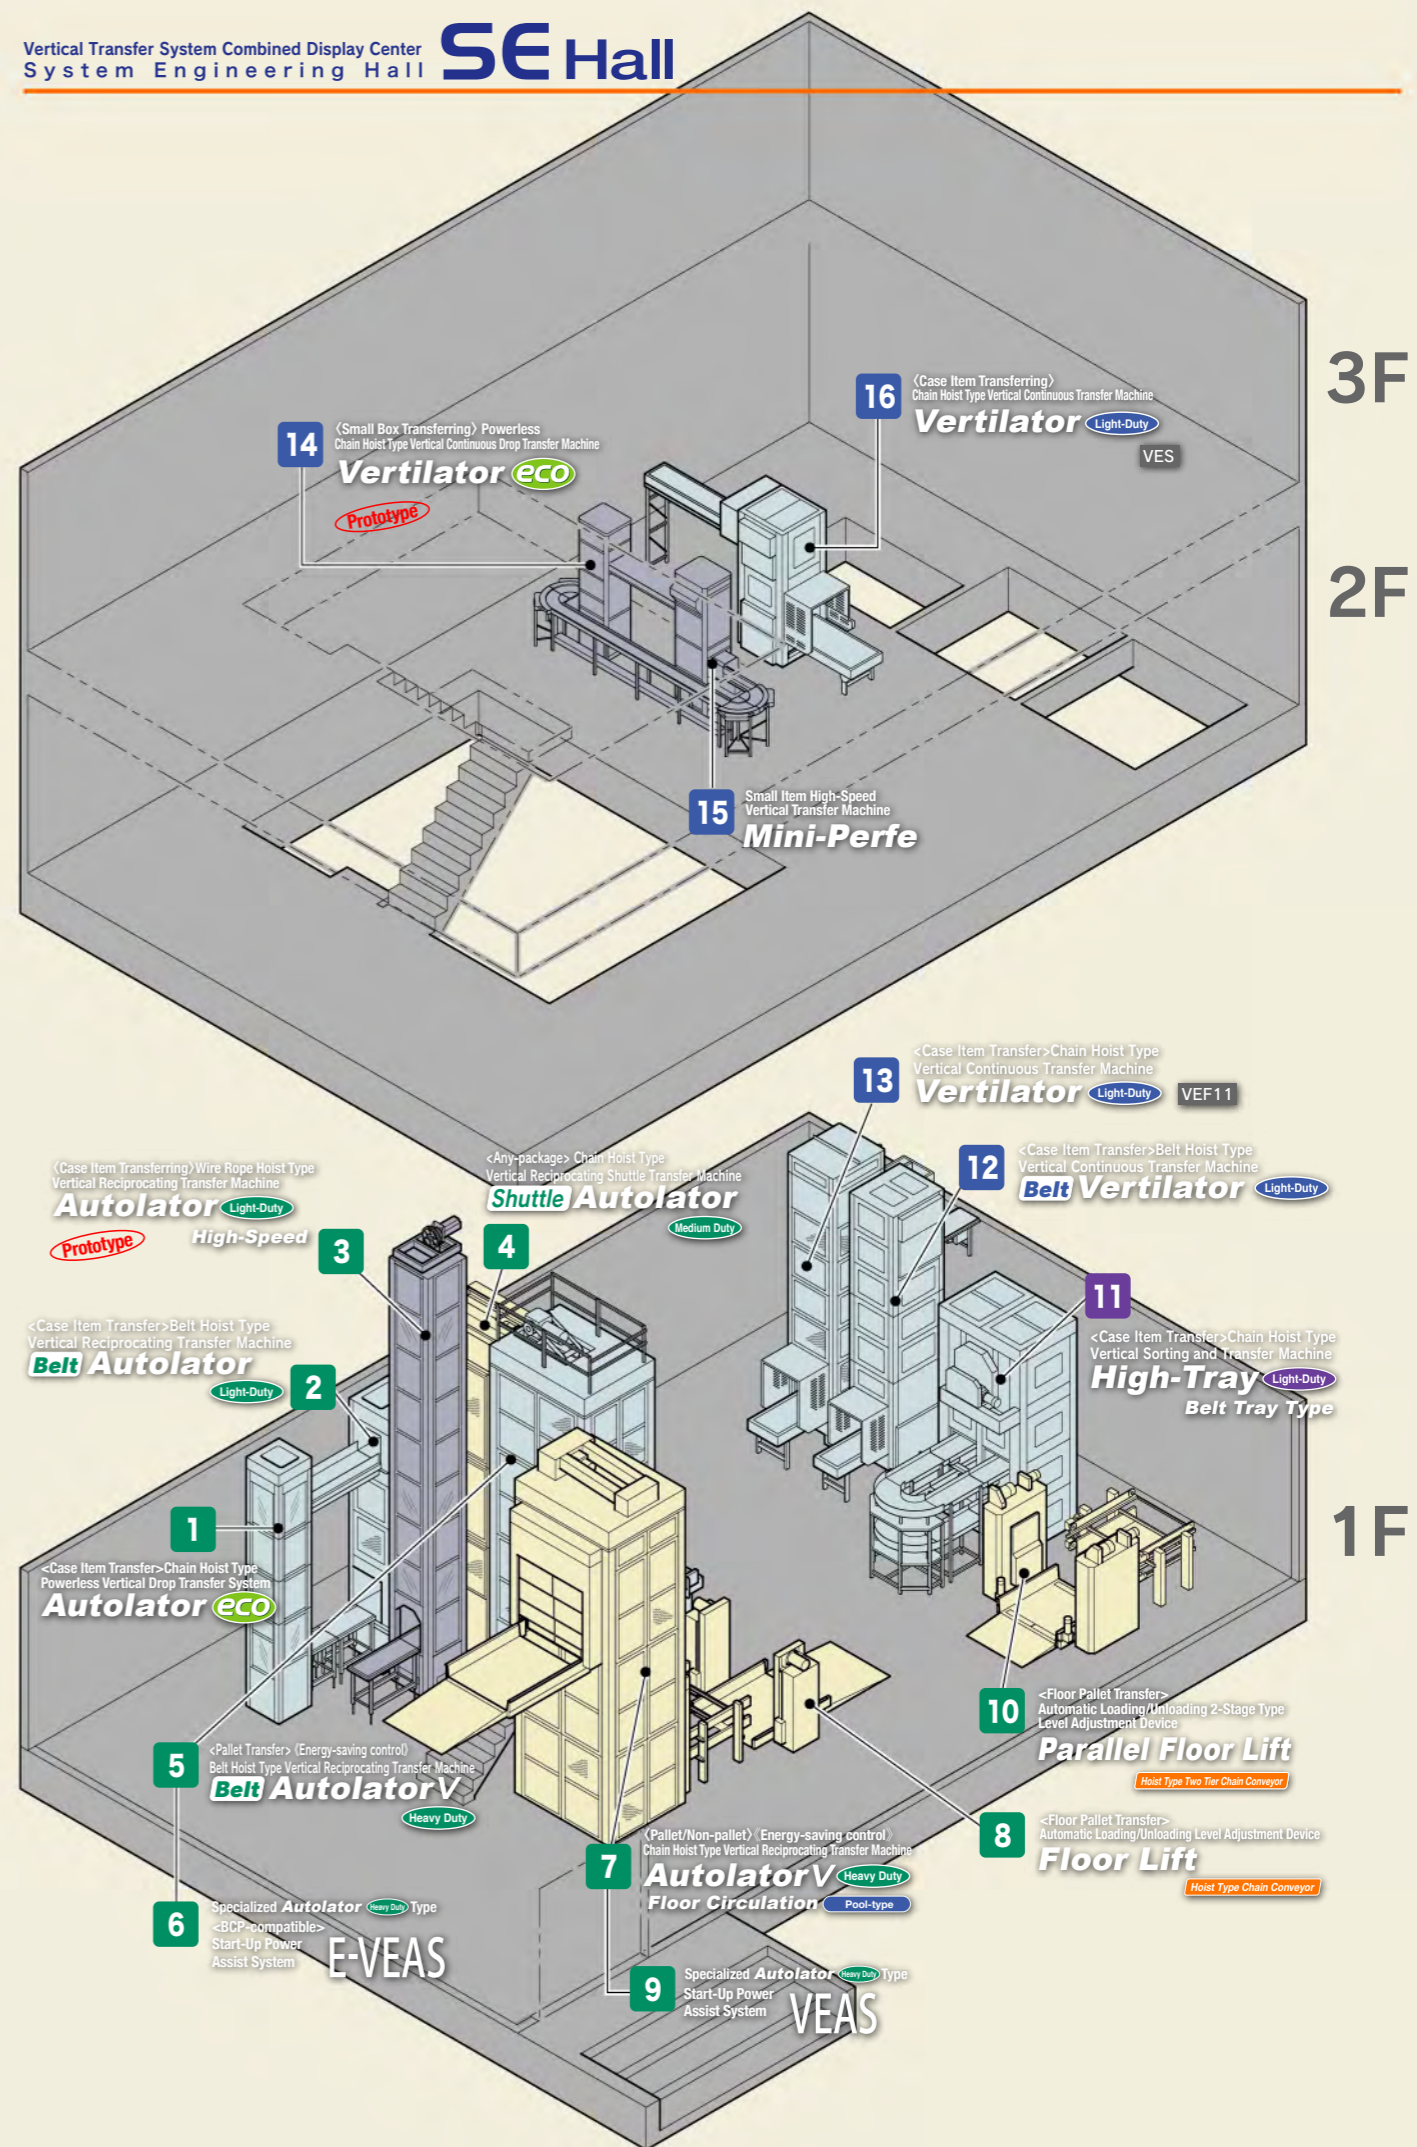 Vertical Transfer System Combined Display Center
System Engineering Hall
SE Hall
3F
2F
1F
16
〈Case Item Transferring〉
Chain Hoist Type Vertical Continuous Transfer Machine
Vertilator Light-Duty
VES
14
〈Small Box Transferring〉 Powerless
Chain Hoist Type Vertical Continuous Drop Transfer Machine
Vertilator eco
Prototype
15
Small Item High-Speed
Vertical Transfer Machine
Mini-Perfe
13
<Case Item Transfer>Chain Hoist Type
Vertical Continuous Transfer Machine
Vertilator Light-Duty VEF11
12
<Case Item Transfer>Belt Hoist Type
Vertical Continuous Transfer Machine
Belt Vertilator Light-Duty
〈Case Item Transferring〉Wire Rope Hoist Type
Vertical Reciprocating Transfer Machine
Autolator Light-Duty
High-Speed
Prototype
3
<Any-package> Chain Hoist Type
Vertical Reciprocating Shuttle Transfer Machine
Shuttle Autolator
Medium Duty
4
11
<Case Item Transfer>Chain Hoist Type
Vertical Sorting and Transfer Machine
High-Tray Light-Duty
Belt Tray Type
<Case Item Transfer>Belt Hoist Type
Vertical Reciprocating Transfer Machine
Belt Autolator
Light-Duty
2
1
<Case Item Transfer>Chain Hoist Type
Powerless Vertical Drop Transfer System
Autolator eco
10
<Floor Pallet Transfer>
Automatic Loading/Unloading 2-Stage Type
Level Adjustment Device
Parallel Floor Lift
Hoist Type Two Tier Chain Conveyor
5
<Pallet Transfer> 《Energy-saving control》
Belt Hoist Type Vertical Reciprocating Transfer Machine
Belt Autolator V
Heavy Duty
8
<Floor Pallet Transfer>
Automatic Loading/Unloading Level Adjustment Device
Floor Lift
Hoist Type Chain Conveyor
7
〈Pallet/Non-pallet〉《Energy-saving control》
Chain Hoist Type Vertical Reciprocating Transfer Machine
Autolator V Heavy Duty
Floor Circulation Pool-type
6
Specialized Autolator Heavy Duty Type
<BCP-compatible>
Start-Up Power
Assist System
E-VEAS
9
Specialized Autolator Heavy Duty Type
Start-Up Power
Assist System
VEAS